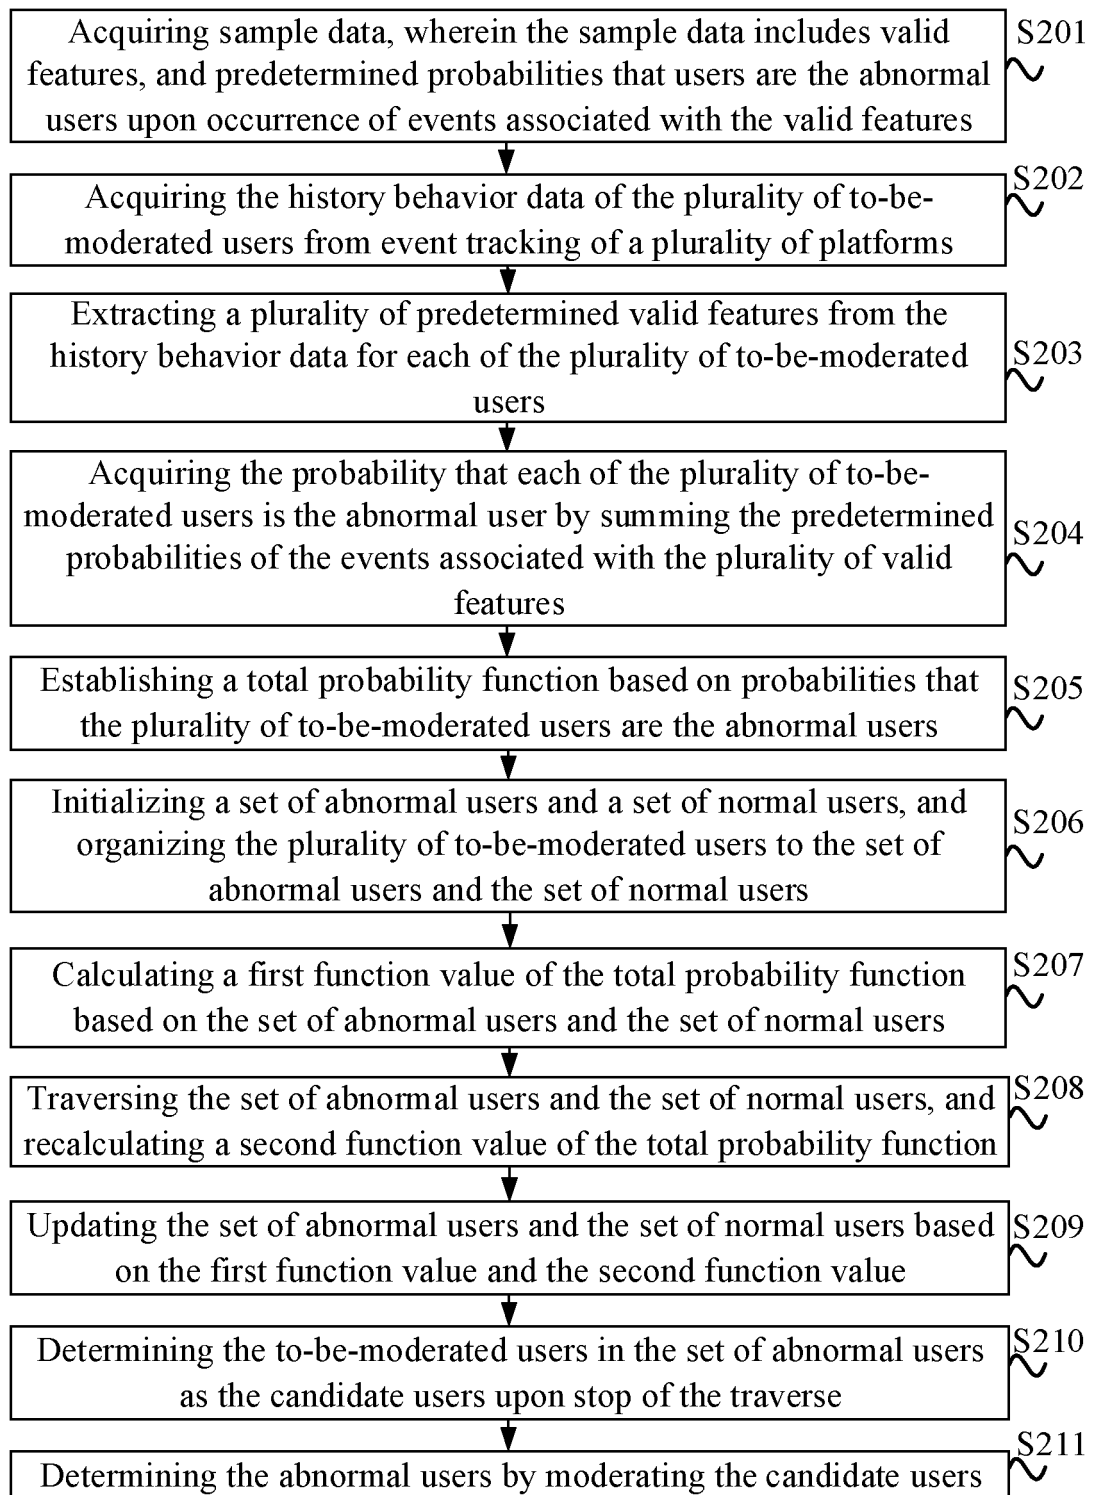 Acquiring sample data, wherein the sample data includes valid
features, and predetermined probabilities that users are the abnormal
users upon occurrence of events associated with the valid features
S201
Acquiring the history behavior data of the plurality of to-be-
moderated users from event tracking of a plurality of platforms
S202
Extracting a plurality of predetermined valid features from the
history behavior data for each of the plurality of to-be-moderated
users
S203
Acquiring the probability that each of the plurality of to-be-
moderated users is the abnormal user by summing the predetermined
probabilities of the events associated with the plurality of valid
features
S204
Establishing a total probability function based on probabilities that
the plurality of to-be-moderated users are the abnormal users
S205
Initializing a set of abnormal users and a set of normal users, and
organizing the plurality of to-be-moderated users to the set of
abnormal users and the set of normal users
S206
Calculating a first function value of the total probability function
based on the set of abnormal users and the set of normal users
S207
Traversing the set of abnormal users and the set of normal users, and
recalculating a second function value of the total probability function
S208
Updating the set of abnormal users and the set of normal users based
on the first function value and the second function value
S209
Determining the to-be-moderated users in the set of abnormal users
as the candidate users upon stop of the traverse
S210
Determining the abnormal users by moderating the candidate users
S211